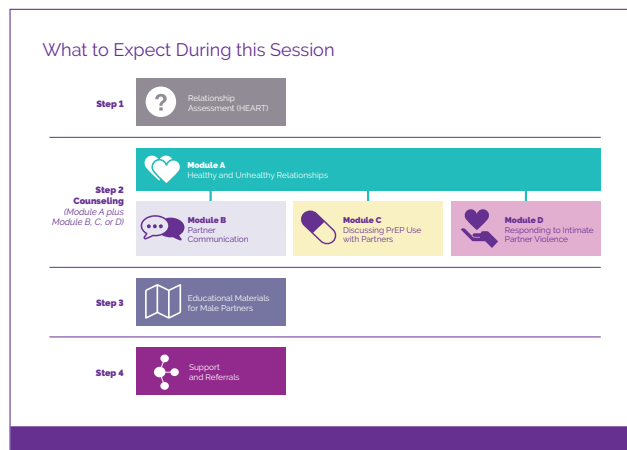 What to Expect During this Session
Step 1
?
Relationship
Assessment (HEART)
Step 2
Counseling
(Module A plus
Module B, C, or D)
Module A
Healthy and Unhealthy Relationships
Module B
Partner
Communication
Module C
Discussing PrEP Use
with Partners
Module D
Responding to Intimate
Partner Violence
Step 3
Educational Materials
for Male Partners
Step 4
Support
and Referrals